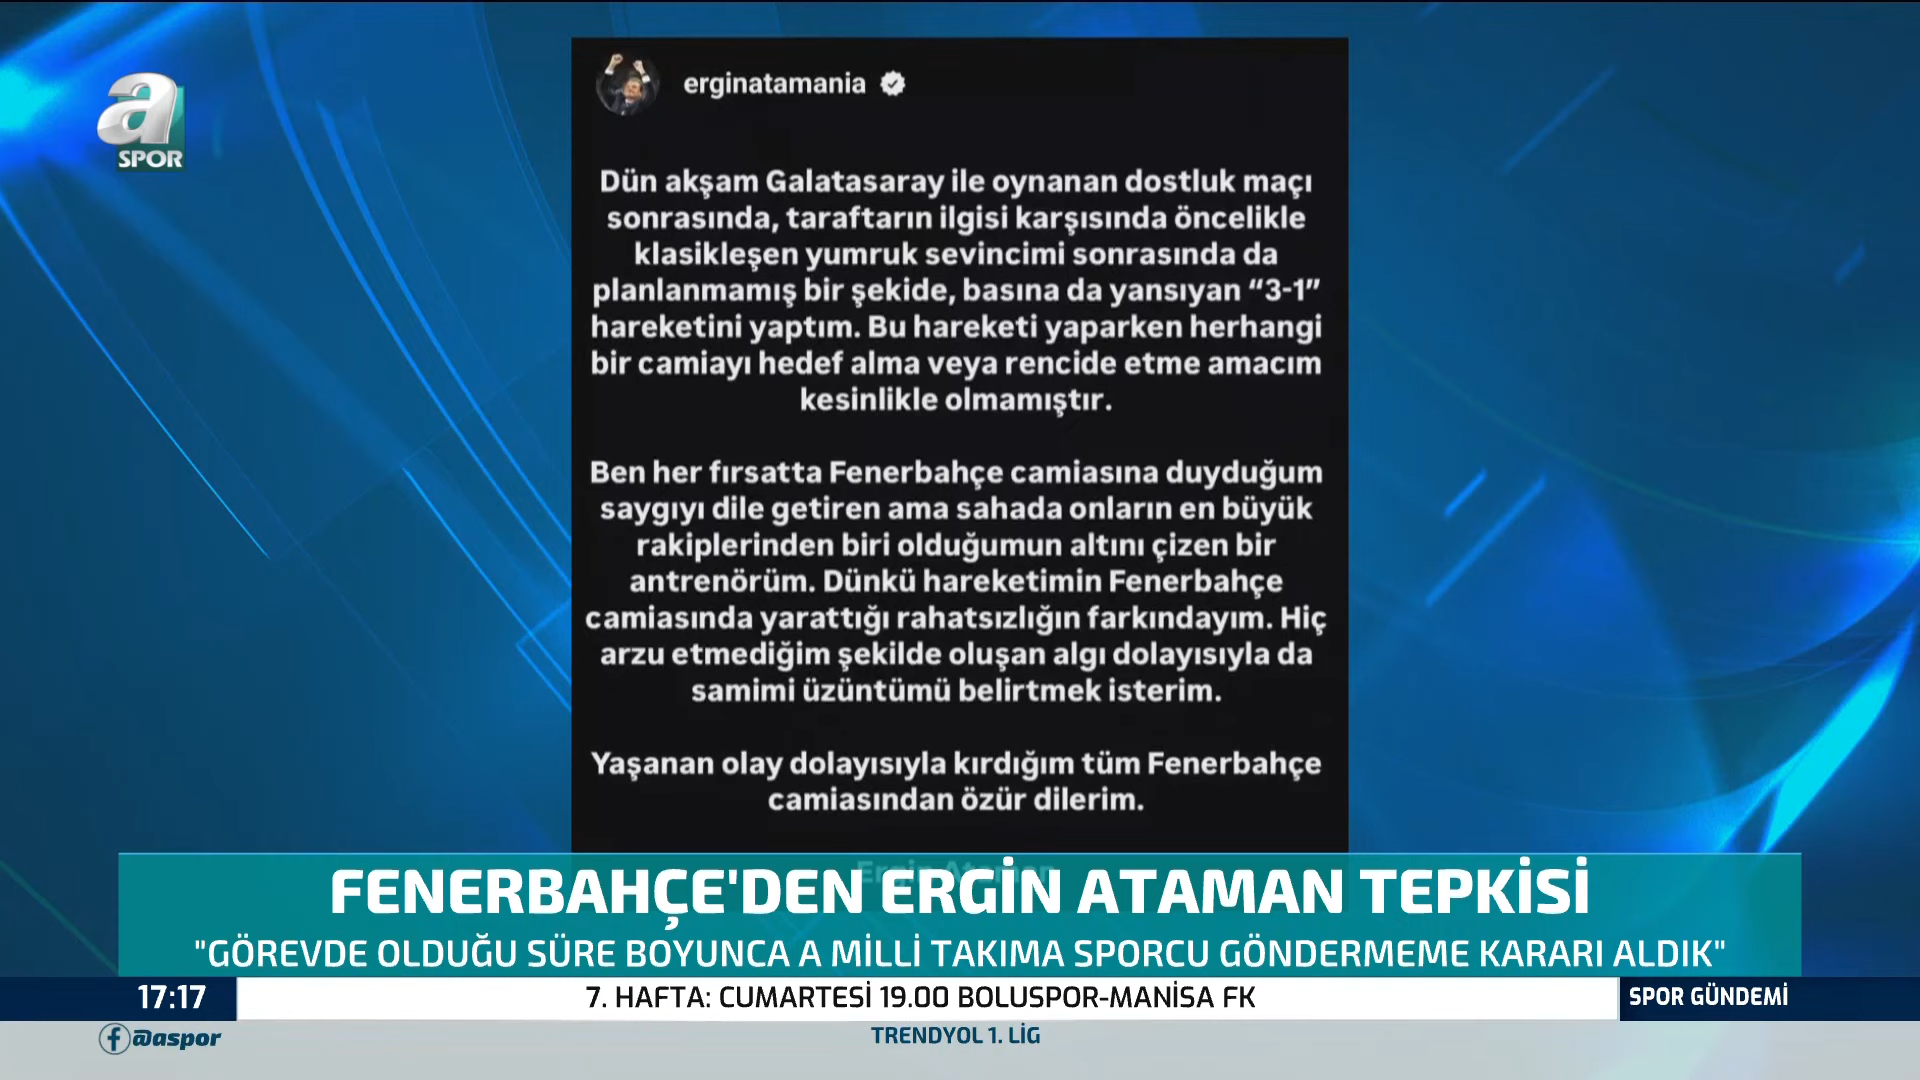 a
SPOR
erginatamania
Dün akşam Galatasaray ile oynanan dostluk maçı
sonrasında, taraftarın ilgisi karşısında öncelikle
klasikleşen yumruk sevincimi sonrasında da
planlanmamış bir şekide, basına da yansıyan “3-1”
hareketini yaptım. Bu hareketi yaparken herhangi
bir camiayı hedef alma veya rencide etme amacım
kesinlikle olmamıştır.
Ben her fırsatta Fenerbahçe camiasına duyduğum
saygıyı dile getiren ama sahada onların en büyük
rakiplerinden biri olduğumun altını çizen bir
antrenörüm. Dünkü hareketimin Fenerbahçe
camiasında yarattığı rahatsızlığın farkındayım. Hiç
arzu etmediğim şekilde oluşan algı dolayısıyla da
samimi üzüntümü belirtmek isterim.
Yaşanan olay dolayısıyla kırdığım tüm Fenerbahçe
camiasından özür dilerim.
Ergin Ataman
FENERBAHÇE'DEN ERGİN ATAMAN TEPKİSİ
"GÖREVDE OLDUĞU SÜRE BOYUNCA A MİLLİ TAKIMA SPORCU GÖNDERMEME KARARI ALDIK"
17:17
7. HAFTA: CUMARTESİ 19.00 BOLUSPOR-MANİSA FK
SPOR GÜNDEMİ
@aspor
TRENDYOL 1. LİG